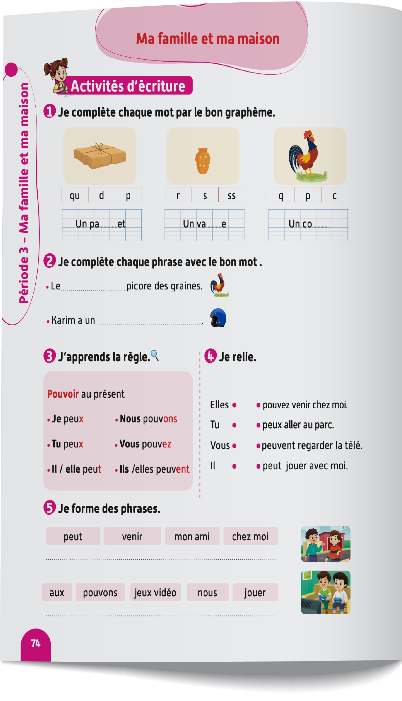 Ma famille et ma maison
Période 3 – Ma famille et ma maison
Activités d'écriture
1 Je complète chaque mot par le bon graphème.
qu d p
r s ss
q p c
Un pa.....et
Un va.....e
Un co.....
2 Je complète chaque phrase avec le bon mot .
• Le.....................picore des graines.
• Karim a un ...................................
3 J'apprends la règle.
Pouvoir au présent
• Je peux • Nous pouvons
• Tu peux • Vous pouvez
• Il / elle peut • Ils /elles peuvent
4 Je relie.
Elles • • pouvez venir chez moi.
Tu • • peux aller au parc.
Vous • • peuvent regarder la télé.
Il • • peut jouer avec moi.
5 Je forme des phrases.
peut venir mon ami chez moi
aux pouvons jeux vidéo nous jouer
74